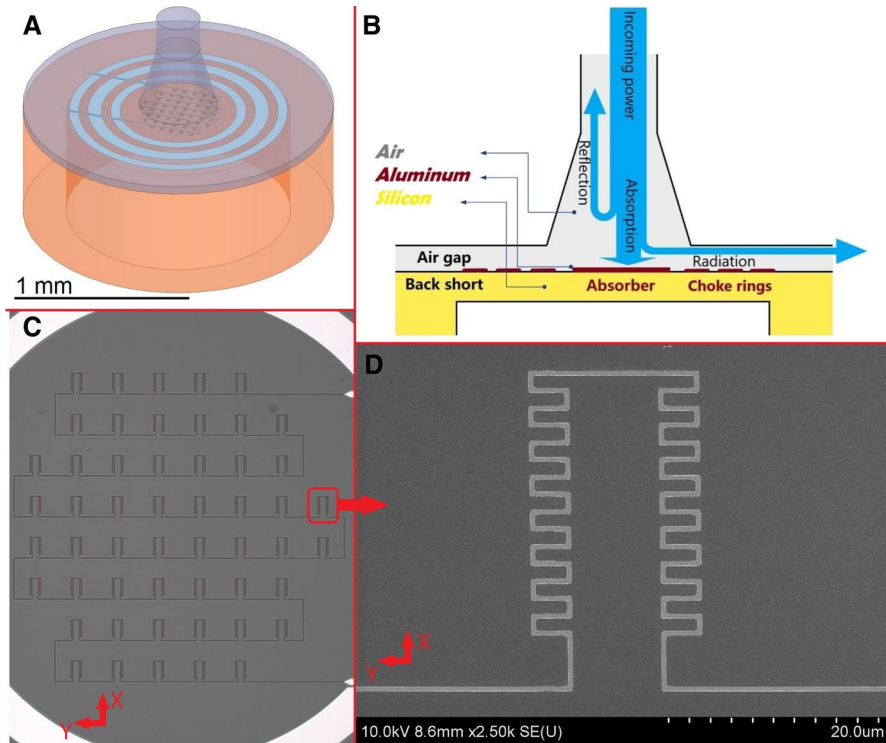 A
1 mm
B
Incoming power
Reflection
Absorption
Air
Aluminum
Silicon
Air gap
Radiation
Back short
Absorber
Choke rings
C
X
Y
D
X
Y
10.0kV 8.6mm x2.50k SE(U)
20.0um